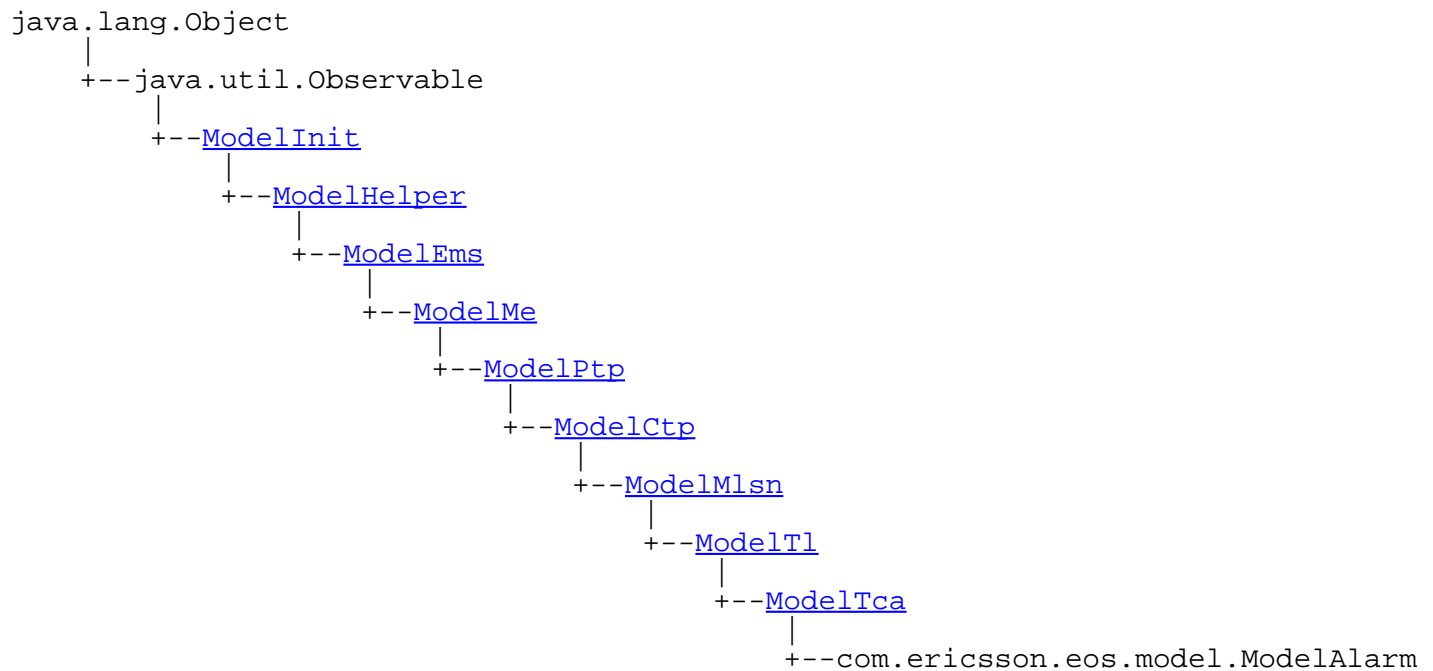 java.lang.Object
|
+--java.util.Observable
|
+--ModelInit
|
+--ModelHelper
|
+--ModelEms
|
+--ModelMe
|
+--ModelPtp
|
+--ModelCtp
|
+--ModelMlsn
|
+--ModelTl
|
+--ModelTca
|
+--com.ericsson.eos.model.ModelAlarm